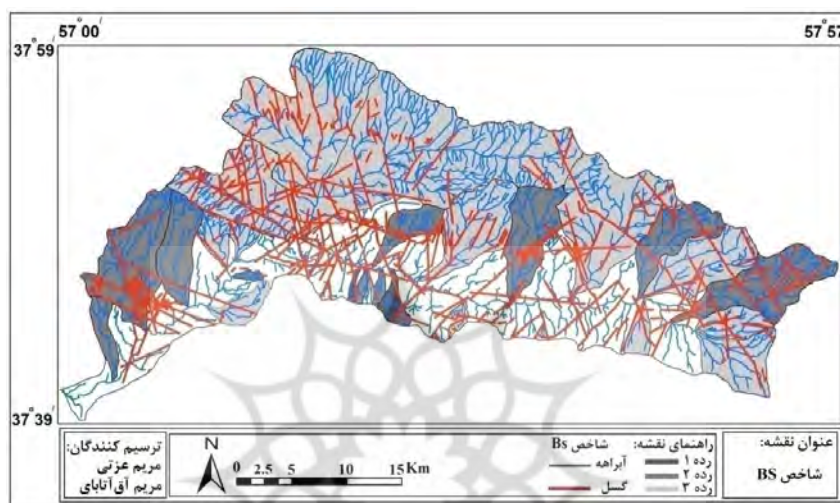 57°00′
57°57
37°59′
37°39′
عنوان نقشه:
شاخص BS
راهنمای نقشه: شاخص Bs
رده ۱
رده ۲
رده ۳
آبراهه
گسل
N
0 2.5 5 10 15 Km
ترسیم کنندگان:
مریم عزتی
مریم آق‌آتابای